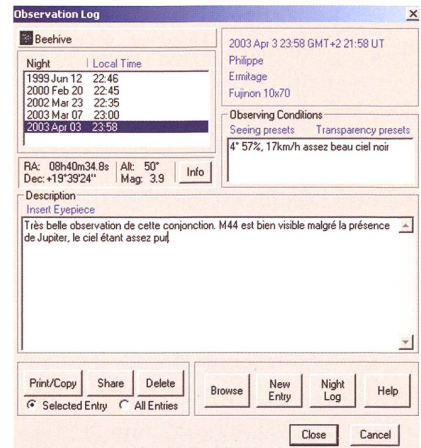 Observation Log
Beehive
Night Local Time
1999 Jun 12 22:46
2000 Feb 20 22:45
2002 Mar 23 22:35
2003 Mar 07 23:00
2003 Apr 03 23:58
RA: 08h40m34.8s Alt: 50°
Dec: +19°39'24" Mag: 3.9
Info
2003 Apr 3 23:58 GMT+2 21:58 UT
Philippe
Ermitage
Fujinon 10x70
Observing Conditions
Seeing presets Transparency presets
4° 57%, 17km/h assez beau ciel noir
Description
Insert Eyepiece
Très belle observation de cette conjonction. M44 est bien visible malgré la présence
de Jupiter, le ciel étant assez pur.
Print/Copy Share Delete
Selected Entry All Entries
Browse New Entry Night Log Help
Close Cancel